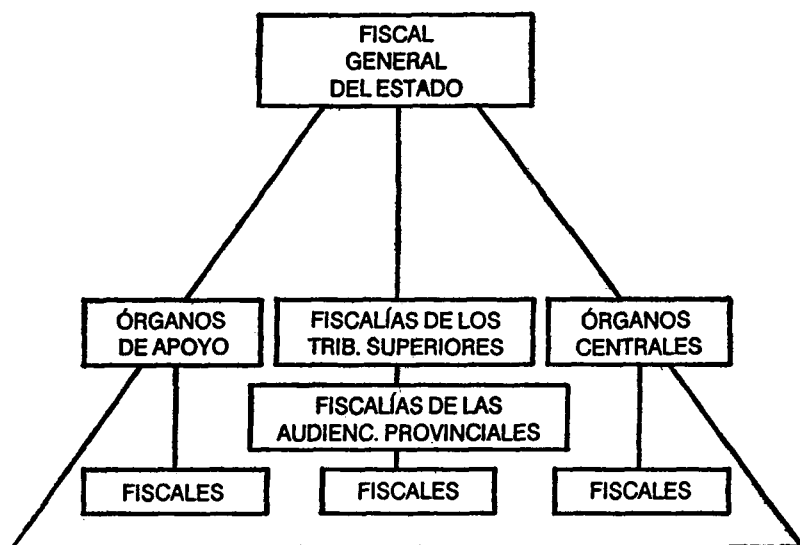 FISCAL
GENERAL
DEL ESTADO
ÓRGANOS
DE APOYO
FISCALÍAS DE LOS
TRIB. SUPERIORES
ÓRGANOS
CENTRALES
FISCALÍAS DE LAS
AUDIENC. PROVINCIALES
FISCALES
FISCALES
FISCALES